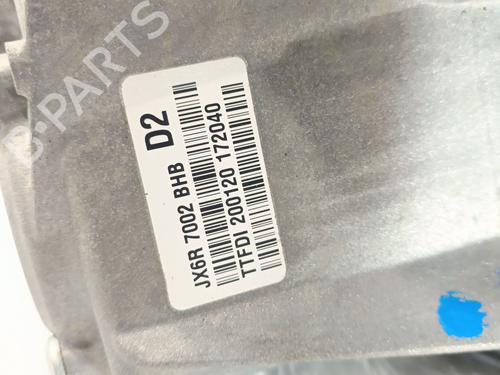 D2
JX6R 7002 BHB
TTFDI 200120 172040
B-PARTS